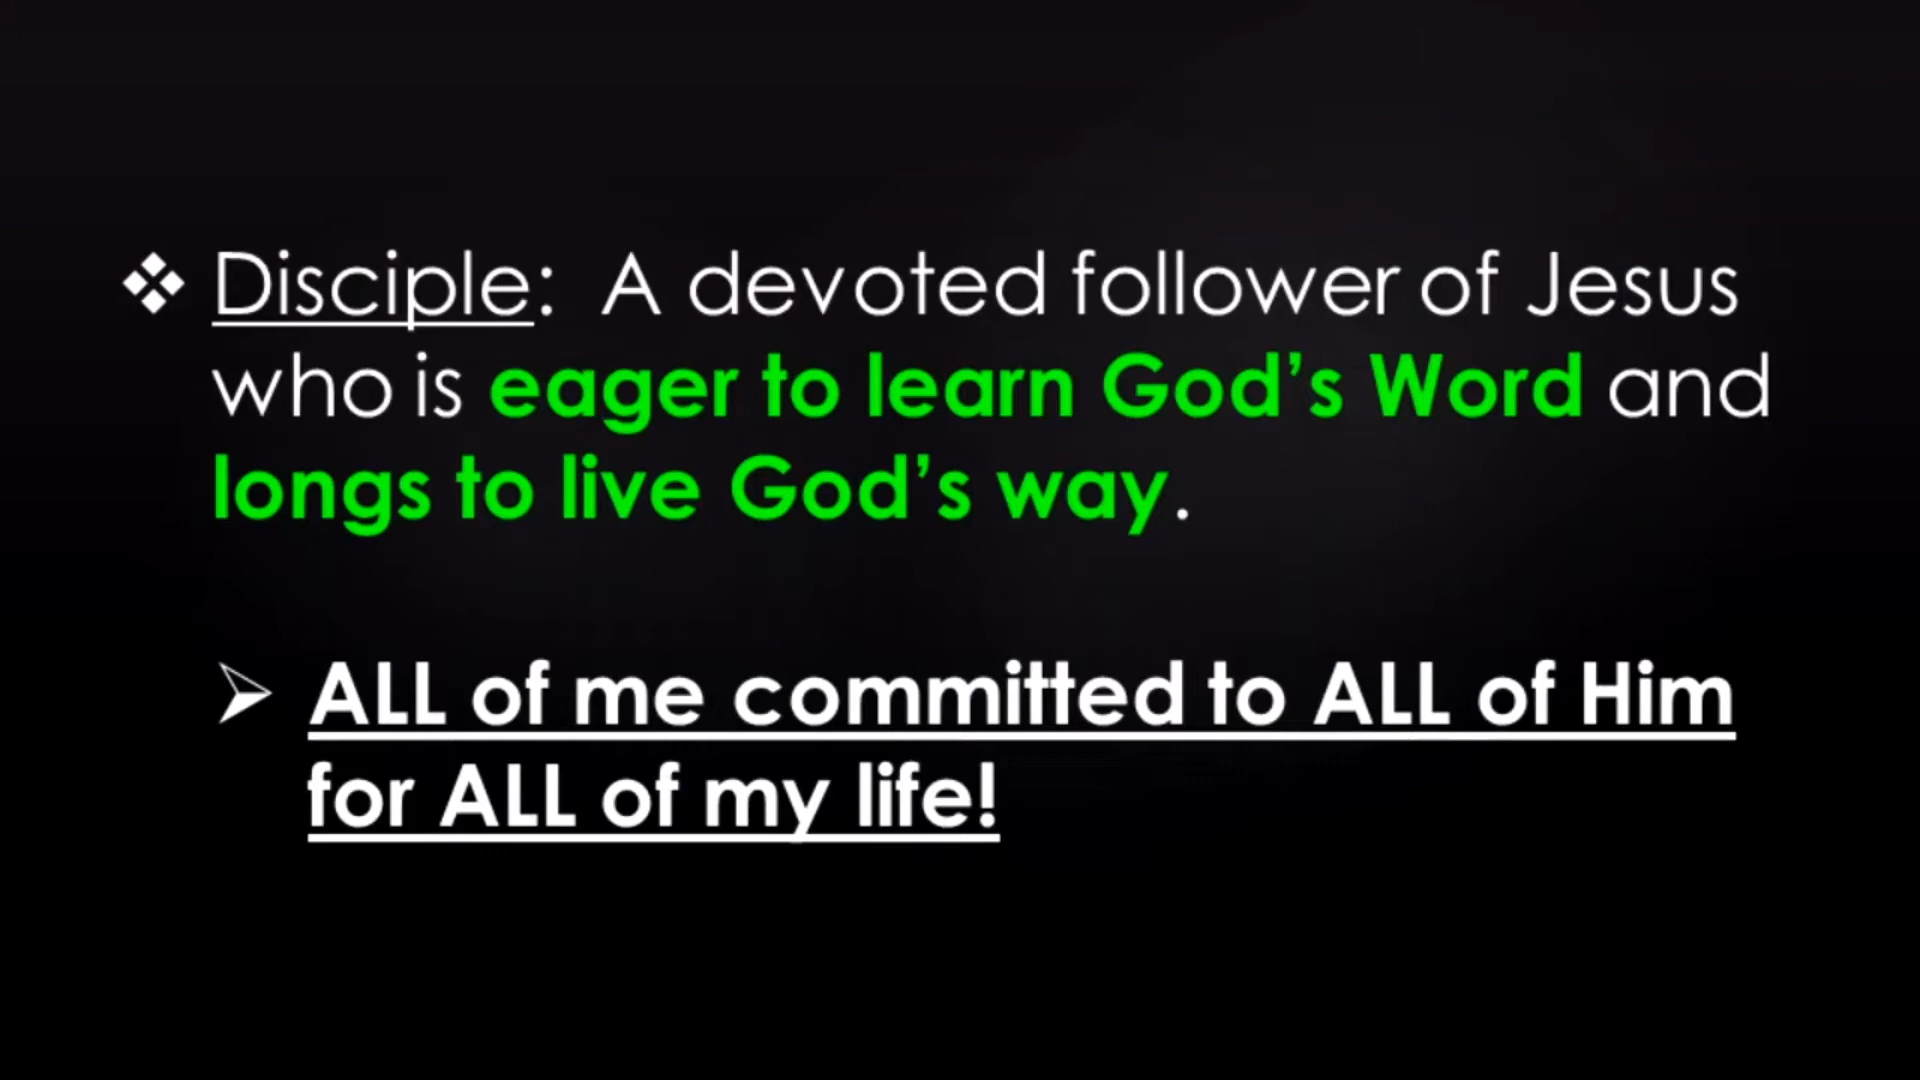 ❖ Disciple: A devoted follower of Jesus
who is eager to learn God’s Word and
longs to live God’s way.
➢ ALL of me committed to ALL of Him
for ALL of my life!